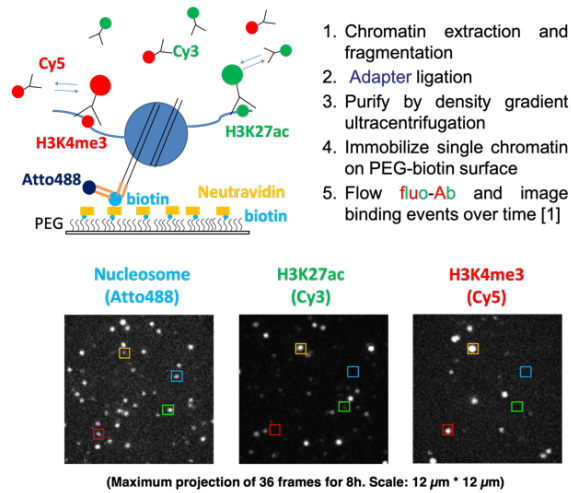 Cy3
Cy5
H3K4me3
H3K27ac
Atto488
biotin
Neutravidin
biotin
PEG
1. Chromatin extraction and
fragmentation
2. Adapter ligation
3. Purify by density gradient
ultracentrifugation
4. Immobilize single chromatin
on PEG-biotin surface
5. Flow fluo-Ab and image
binding events over time [1]
Nucleosome
(Atto488)
H3K27ac
(Cy3)
H3K4me3
(Cy5)
(Maximum projection of 36 frames for 8h. Scale: 12 µm * 12 µm)